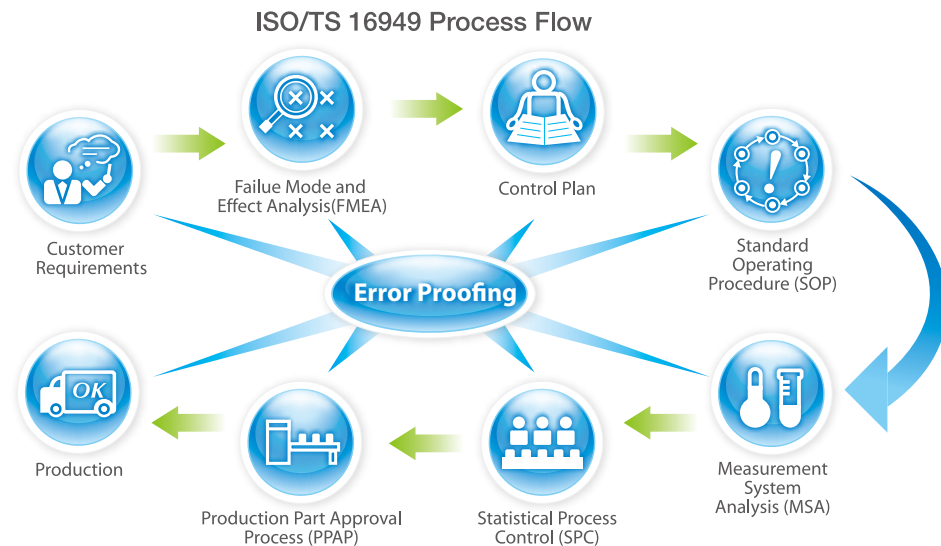 ISO/TS 16949 Process Flow
Failue Mode and
Effect Analysis(FMEA)
Control Plan
Customer
Requirements
Standard
Operating
Procedure (SOP)
Error Proofing
OK
Production
Production Part Approval
Process (PPAP)
Statistical Process
Control (SPC)
Measurement
System
Analysis (MSA)